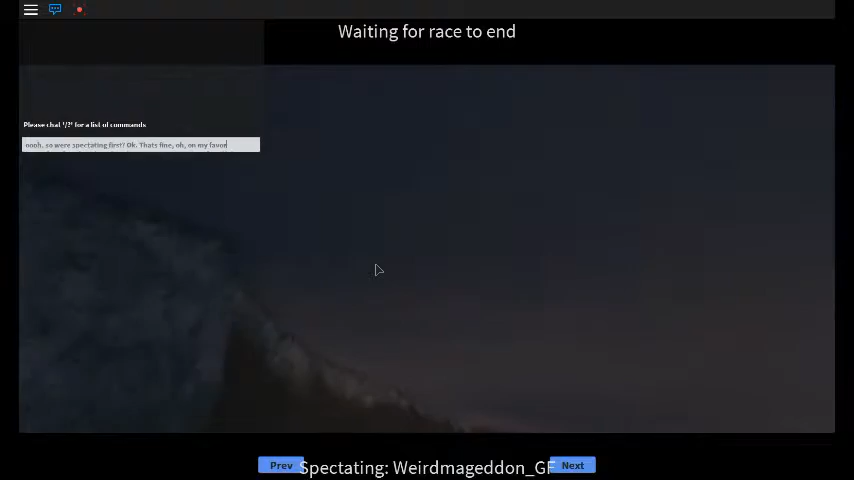 Waiting for race to end
Please chat '/?' for a list of commands
oooh, so were spectating first? Ok. Thats fine, oh, on my favor
Prev
Spectating: Weirdmageddon_GF
Next